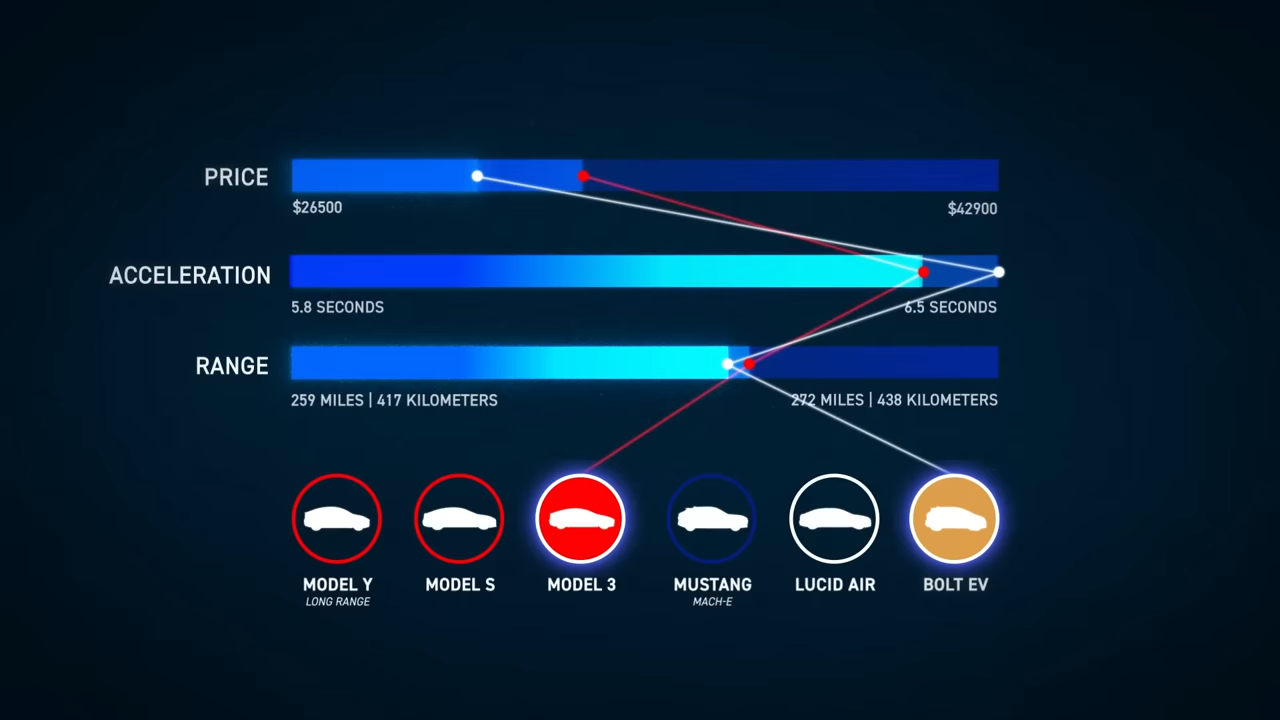 PRICE
$26500
$42900
ACCELERATION
5.8 SECONDS
6.5 SECONDS
RANGE
259 MILES | 417 KILOMETERS
272 MILES | 438 KILOMETERS
MODEL Y
LONG RANGE
MODEL S
MODEL 3
MUSTANG
MACH-E
LUCID AIR
BOLT EV